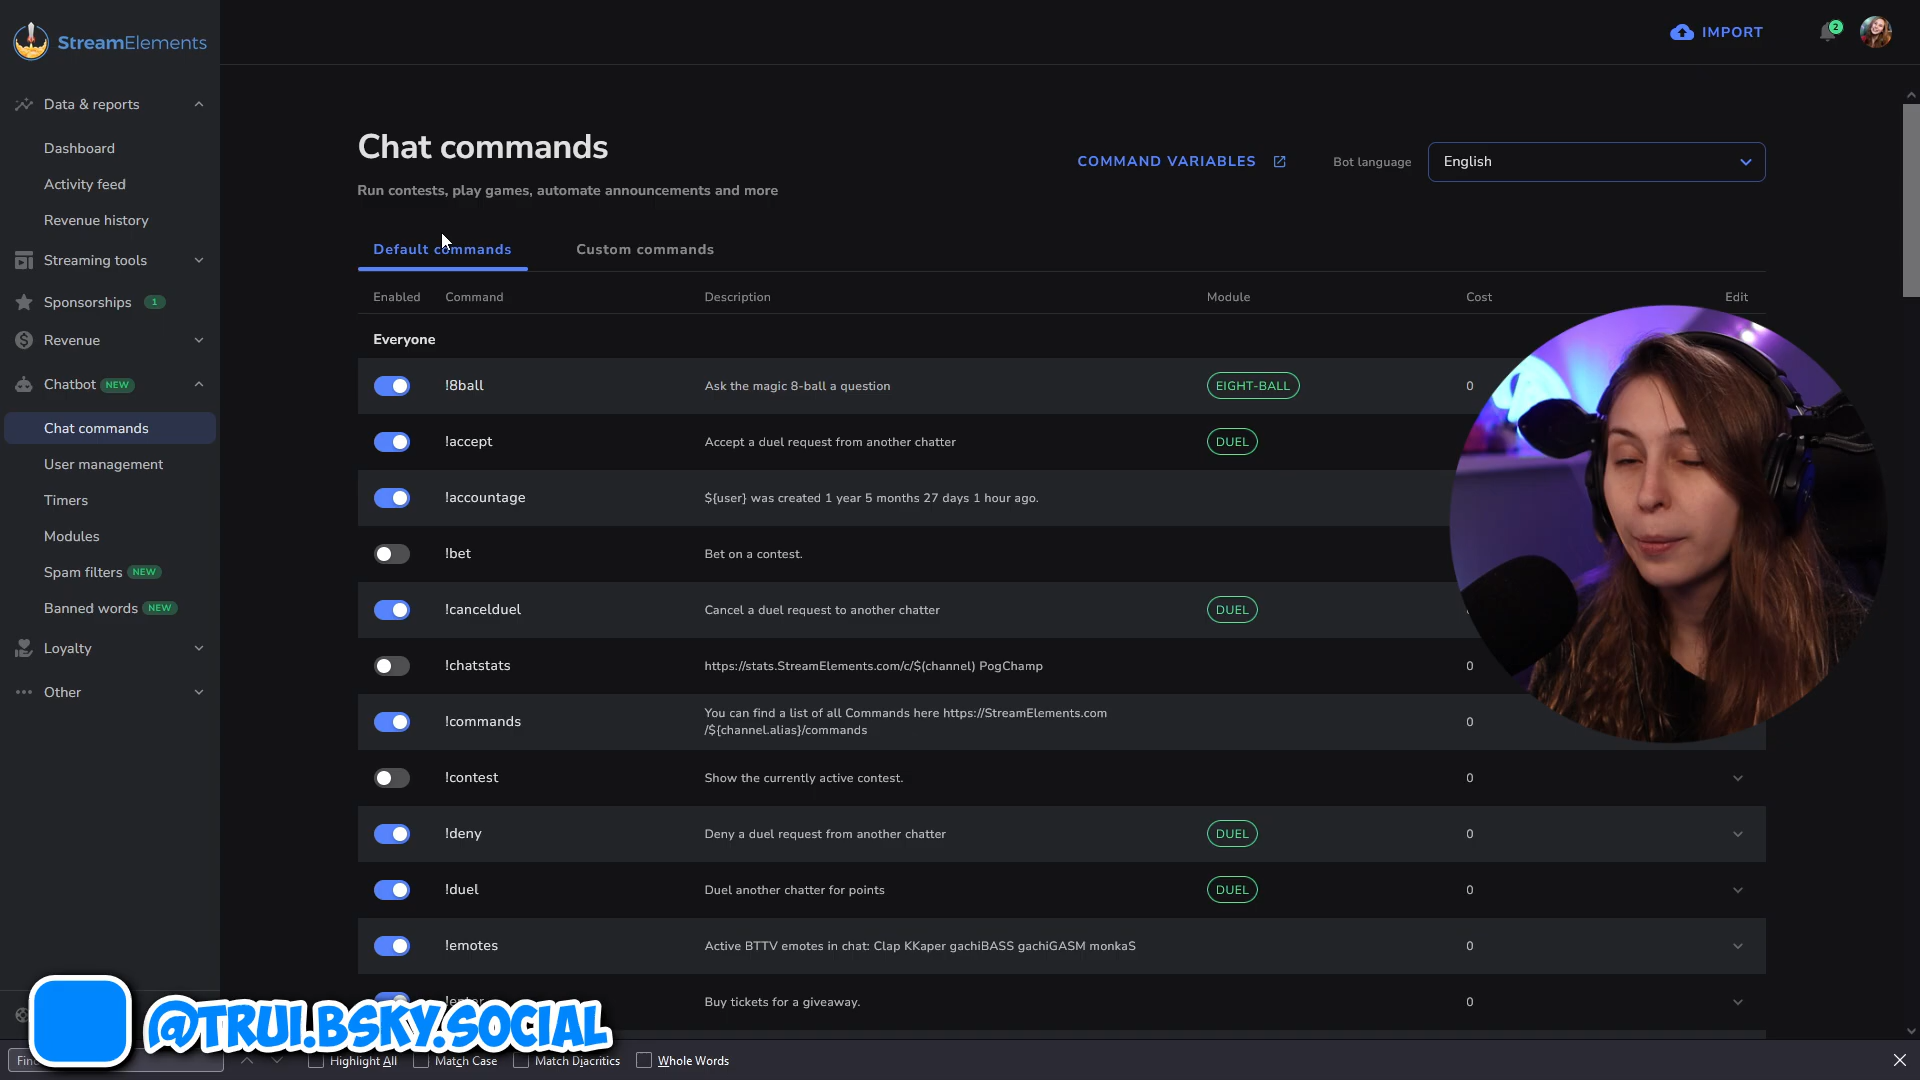 StreamElements
IMPORT
2
Data & reports
Dashboard
Activity feed
Revenue history
Streaming tools
Sponsorships 1
Revenue
Chatbot NEW
Chat commands
User management
Timers
Modules
Spam filters NEW
Banned words NEW
Loyalty
Other
Chat commands
Run contests, play games, automate announcements and more
COMMAND VARIABLES
Bot language
English
Default commands
Custom commands
Enabled Command Description Module Cost Edit
Everyone
!8ball Ask the magic 8-ball a question EIGHT-BALL 0
!accept Accept a duel request from another chatter DUEL
!accountage ${user} was created 1 year 5 months 27 days 1 hour ago.
!bet Bet on a contest.
!cancelduel Cancel a duel request to another chatter DUEL
!chatstats https://stats.StreamElements.com/c/$(channel) PogChamp 0
!commands You can find a list of all Commands here https://StreamElements.com
/${channel.alias}/commands 0
!contest Show the currently active contest. 0
!deny Deny a duel request from another chatter DUEL 0
!duel Duel another chatter for points DUEL 0
!emotes Active BTTV emotes in chat: Clap KKaper gachiBASS gachiGASM monkaS 0
Buy tickets for a giveaway. 0
@TRUI.BSKY.SOCIAL
Highlight All Match Case Match Diacritics Whole Words